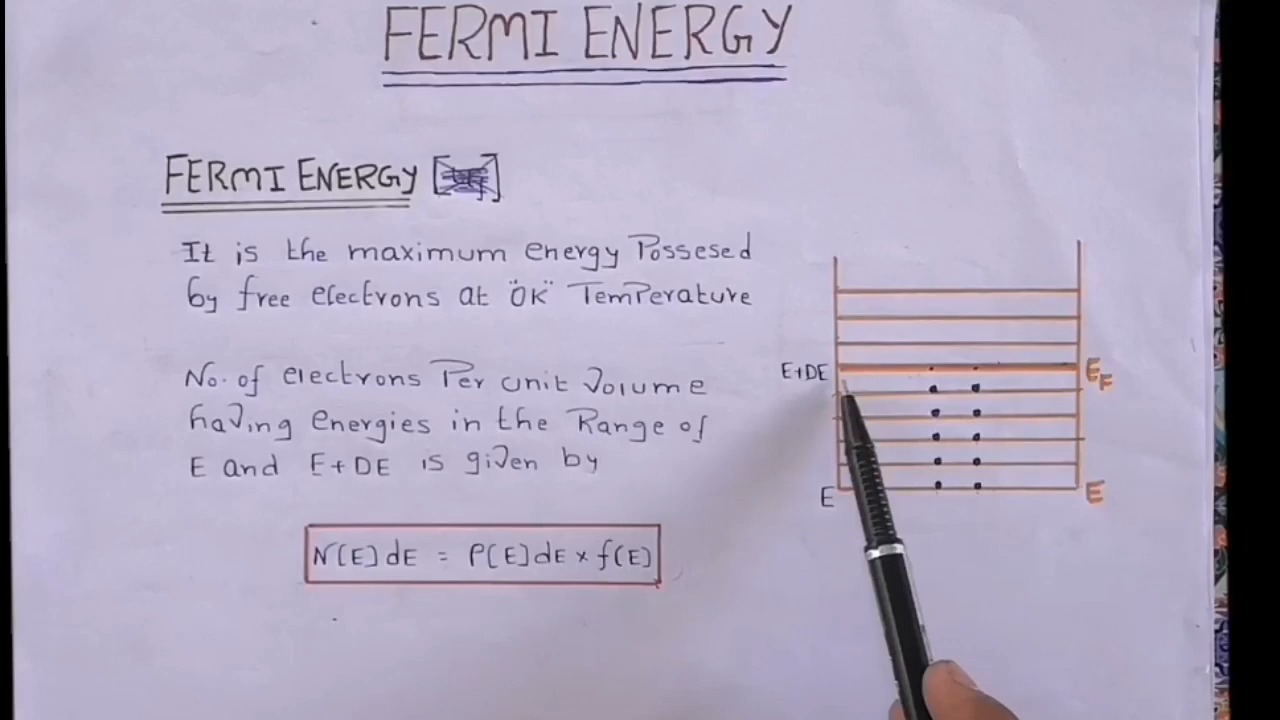 FERMI ENERGY
FERMI ENERGY [ ]
It is the maximum energy Possesed
by free electrons at "OK" Temperature
No. of electrons Per unit Volume
having energies in the Range of
E and E+DE is given by
N(E)dE = P(E)dE × f(E)
E+DE
EF
E
E